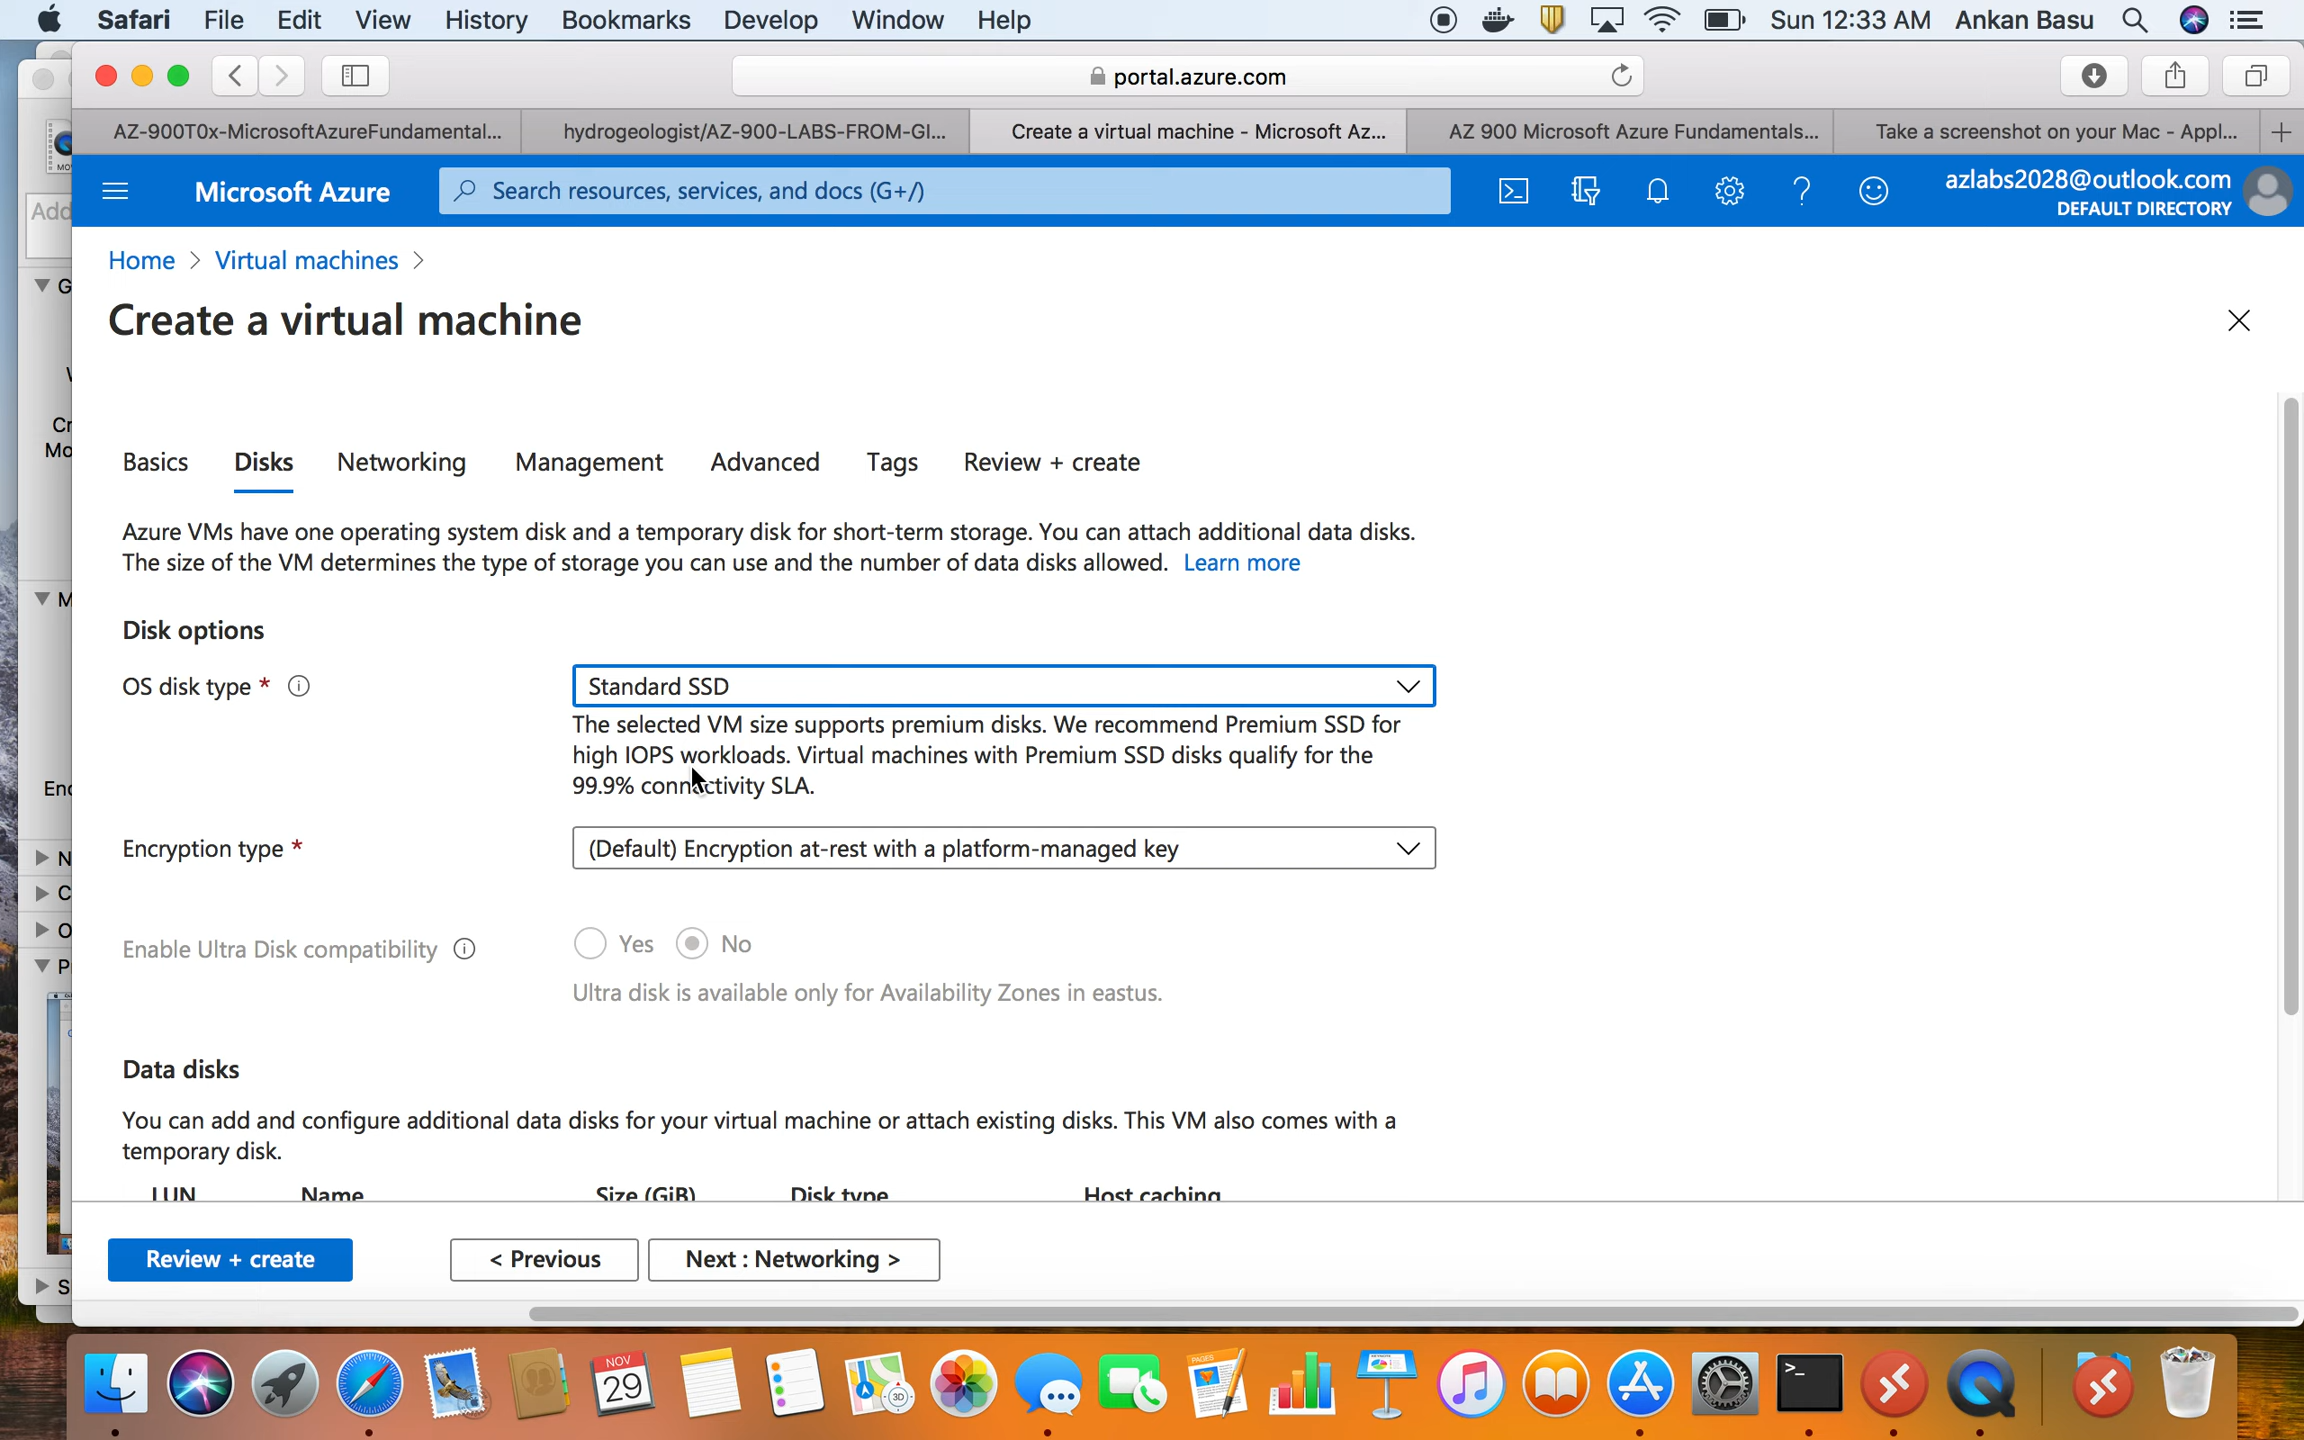 Safari File Edit View History Bookmarks Develop Window Help Sun 12:33 AM Ankan Basu
portal.azure.com
AZ-900T0x-MicrosoftAzureFundamental... hydrogeologist/AZ-900-LABS-FROM-GI... Create a virtual machine - Microsoft Az... AZ 900 Microsoft Azure Fundamentals... Take a screenshot on your Mac - Appl...
Microsoft Azure Search resources, services, and docs (G+/) azlabs2028@outlook.com
DEFAULT DIRECTORY
Home > Virtual machines >
Create a virtual machine
Basics Disks Networking Management Advanced Tags Review + create
Azure VMs have one operating system disk and a temporary disk for short-term storage. You can attach additional data disks.
The size of the VM determines the type of storage you can use and the number of data disks allowed. Learn more
Disk options
OS disk type * Standard SSD
The selected VM size supports premium disks. We recommend Premium SSD for
high IOPS workloads. Virtual machines with Premium SSD disks qualify for the
99.9% connectivity SLA.
Encryption type * (Default) Encryption at-rest with a platform-managed key
Enable Ultra Disk compatibility Yes No
Ultra disk is available only for Availability Zones in eastus.
Data disks
You can add and configure additional data disks for your virtual machine or attach existing disks. This VM also comes with a
temporary disk.
LUN Name Size (GiB) Disk type Host caching
Review + create < Previous Next : Networking >
Add
NOV
29
3D
PAGES